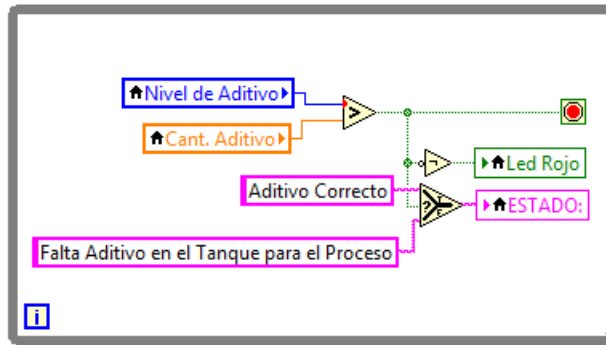 Nivel de Aditivo
>
Cant. Aditivo
Led Rojo
Aditivo Correcto
?
T
F
ESTADO:
Falta Aditivo en el Tanque para el Proceso
i